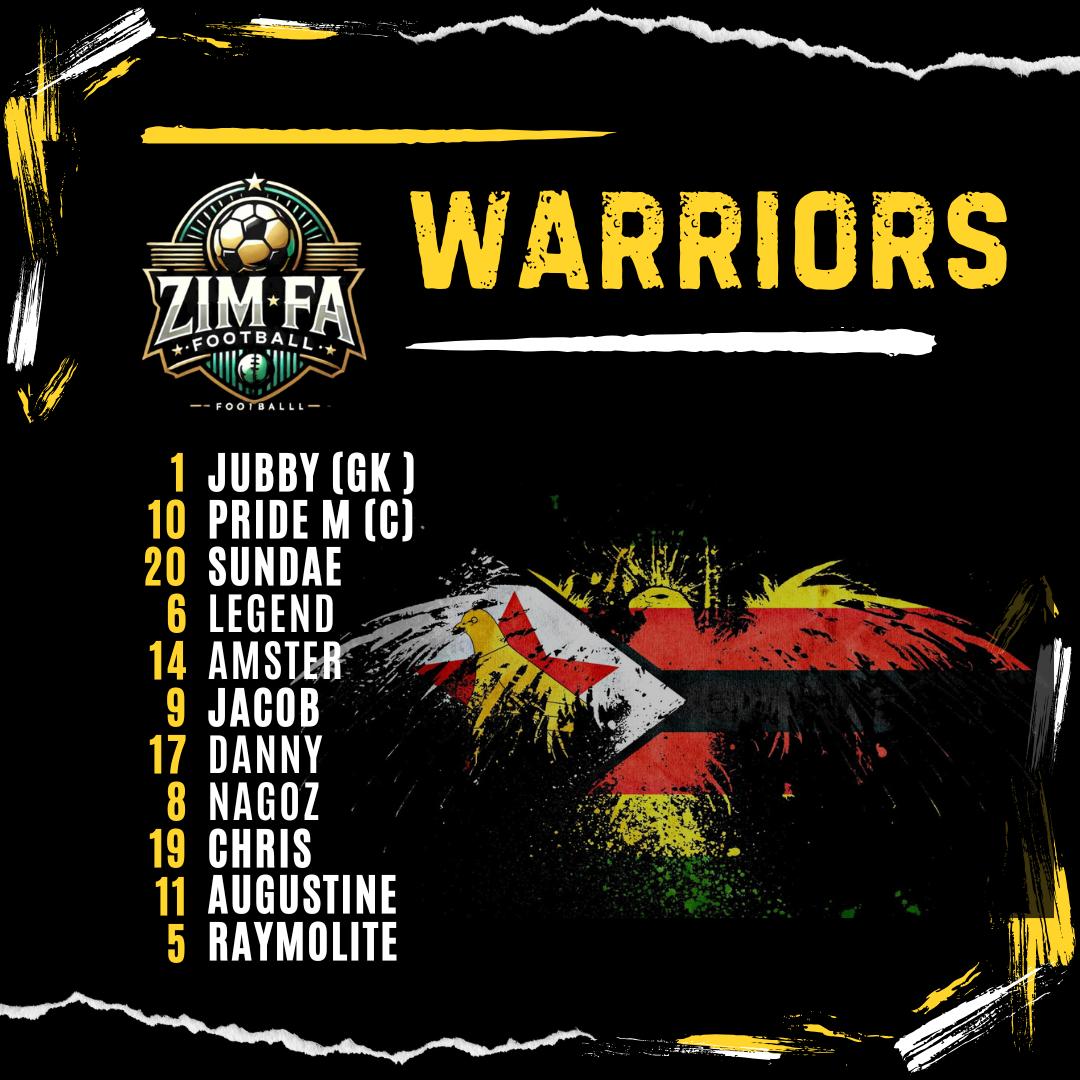 WARRIORS
ZIM★FA
★·FOOTBALL·★
FOOTBALLL
1 JUBBY (GK )
10 PRIDE M (C)
20 SUNDAE
6 LEGEND
14 AMSTER
9 JACOB
17 DANNY
8 NAGOZ
19 CHRIS
11 AUGUSTINE
5 RAYMOLITE